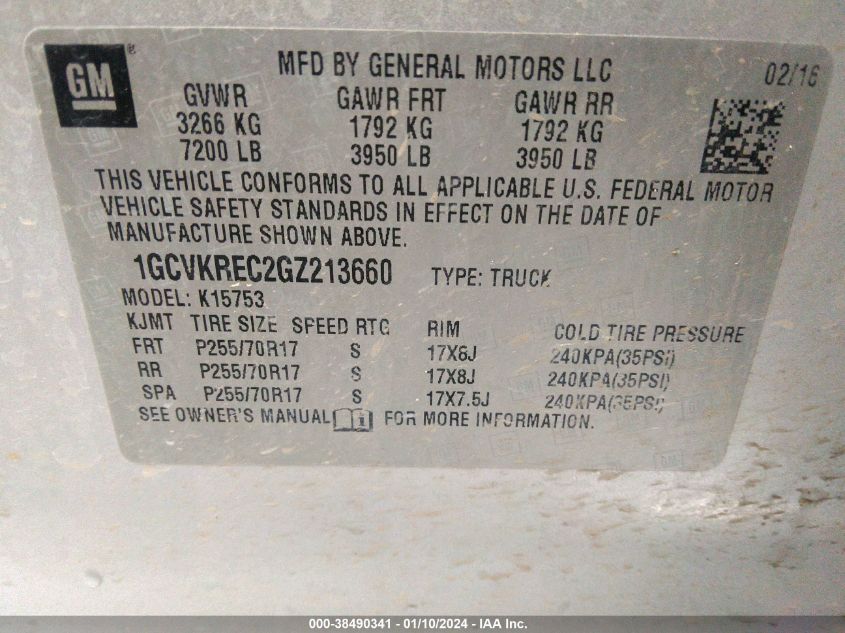 GM ®
MFD BY GENERAL MOTORS LLC 02/16
GVWR GAWR FRT GAWR RR
3266 KG 1792 KG 1792 KG
7200 LB 3950 LB 3950 LB
THIS VEHICLE CONFORMS TO ALL APPLICABLE U.S. FEDERAL MOTOR
VEHICLE SAFETY STANDARDS IN EFFECT ON THE DATE OF
MANUFACTURE SHOWN ABOVE.
1GCVKREC2GZ213660 TYPE: TRUCK
MODEL: K15753
KJMT TIRE SIZE SPEED RTG RIM COLD TIRE PRESSURE
FRT P255/70R17 S 17X8J 240KPA(35PSI)
RR P255/70R17 S 17X8J 240KPA(35PSI)
SPA P255/70R17 S 17X7.5J 240KPA(35PSI)
SEE OWNER'S MANUAL FOR MORE INFORMATION.
000-38490341 - 01/10/2024 - IAA Inc.